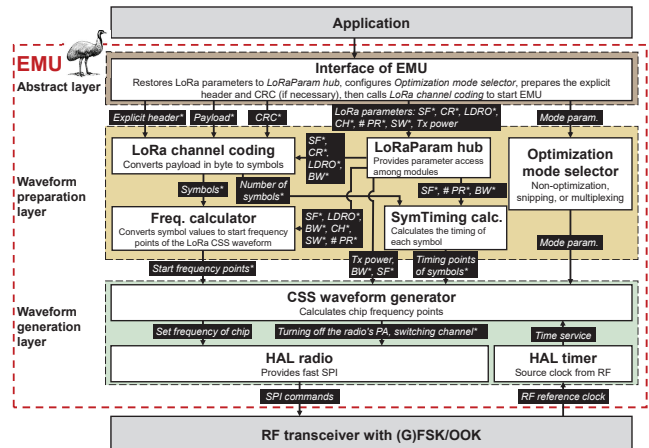 Application
EMU
Abstract layer
Interface of EMU
Restores LoRa parameters to LoRaParam hub, configures Optimization mode selector, prepares the explicit
header and CRC (if necessary), then calls LoRa channel coding to start EMU
Explicit header*
Payload*
CRC*
LoRa parameters: SF*, CR*, LDRO*,
CH*, # PR*, SW*, Tx power
Mode param.
Waveform
preparation
layer
LoRa channel coding
Converts payload in byte to symbols
SF*,
CR*,
LDRO*,
BW*
LoRaParam hub
Provides parameter access
among modules
Optimization
mode selector
Non-optimization,
snipping, or multiplexing
Symbols*
Number of
symbols*
SF*, # PR*, BW*
Freq. calculator
Converts symbol values to start frequency
points of the LoRa CSS waveform
SF*, LDRO*,
BW*, CH*,
SW*, # PR*
SymTiming calc.
Calculates the timing of
each symbol
Mode param.
Start frequency points*
Tx power,
BW*, SF*
Timing points
of symbols*
Waveform
generation
layer
CSS waveform generator
Calculates chip frequency points
Set frequency of chip
Turning off the radio's PA, switching channel*
Time service
HAL radio
Provides fast SPI
HAL timer
Source clock from RF
SPI commands
RF reference clock
RF transceiver with (G)FSK/OOK